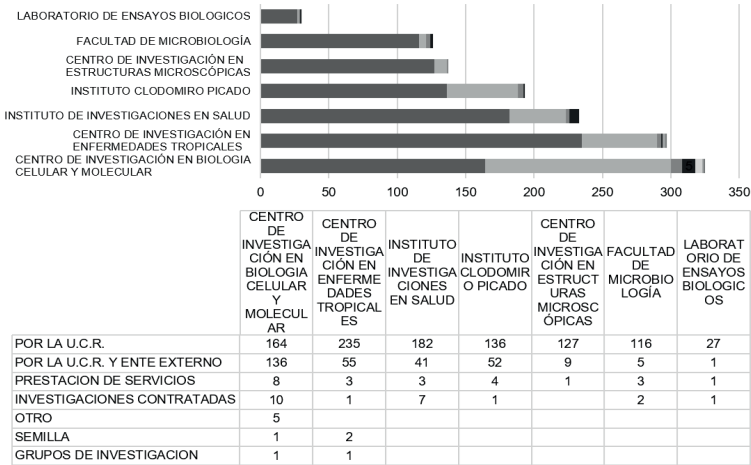 LABORATORIO DE ENSAYOS BIOLOGICOS
FACULTAD DE MICROBIOLOGÍA
CENTRO DE INVESTIGACIÓN EN
ESTRUCTURAS MICROSCÓPICAS
INSTITUTO CLODOMIRO PICADO
INSTITUTO DE INVESTIGACIONES EN SALUD
CENTRO DE INVESTIGACIÓN EN
ENFERMEDADES TROPICALES
CENTRO DE INVESTIGACIÓN EN BIOLOGIA
CELULAR Y MOLECULAR
5
0 50 100 150 200 250 300 350
CENTRO
DE
INVESTIGA
CIÓN EN
BIOLOGIA
CELULAR
Y
MOLECUL
AR
CENTRO
DE
INVESTIGA
CIÓN EN
ENFERME
DADES
TROPICAL
ES
INSTITUTO
DE
INVESTIGA
CIONES
EN SALUD
INSTITUTO
CLODOMIR
O PICADO
CENTRO
DE
INVESTIGA
CIÓN EN
ESTRUCT
URAS
MICROSC
ÓPICAS
FACULTAD
DE
MICROBIO
LOGÍA
LABORAT
ORIO DE
ENSAYOS
BIOLOGIC
OS
POR LA U.C.R. 164 235 182 136 127 116 27
POR LA U.C.R. Y ENTE EXTERNO 136 55 41 52 9 5 1
PRESTACION DE SERVICIOS 8 3 3 4 1 3 1
INVESTIGACIONES CONTRATADAS 10 1 7 1 2 1
OTRO 5
SEMILLA 1 2
GRUPOS DE INVESTIGACION 1 1